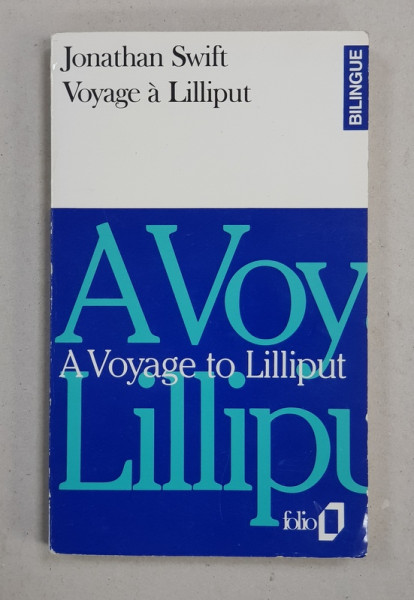 Jonathan Swift
Voyage à Lilliput
BILINGUE
A Voy
A Voyage to Lilliput
Lillipu
folio